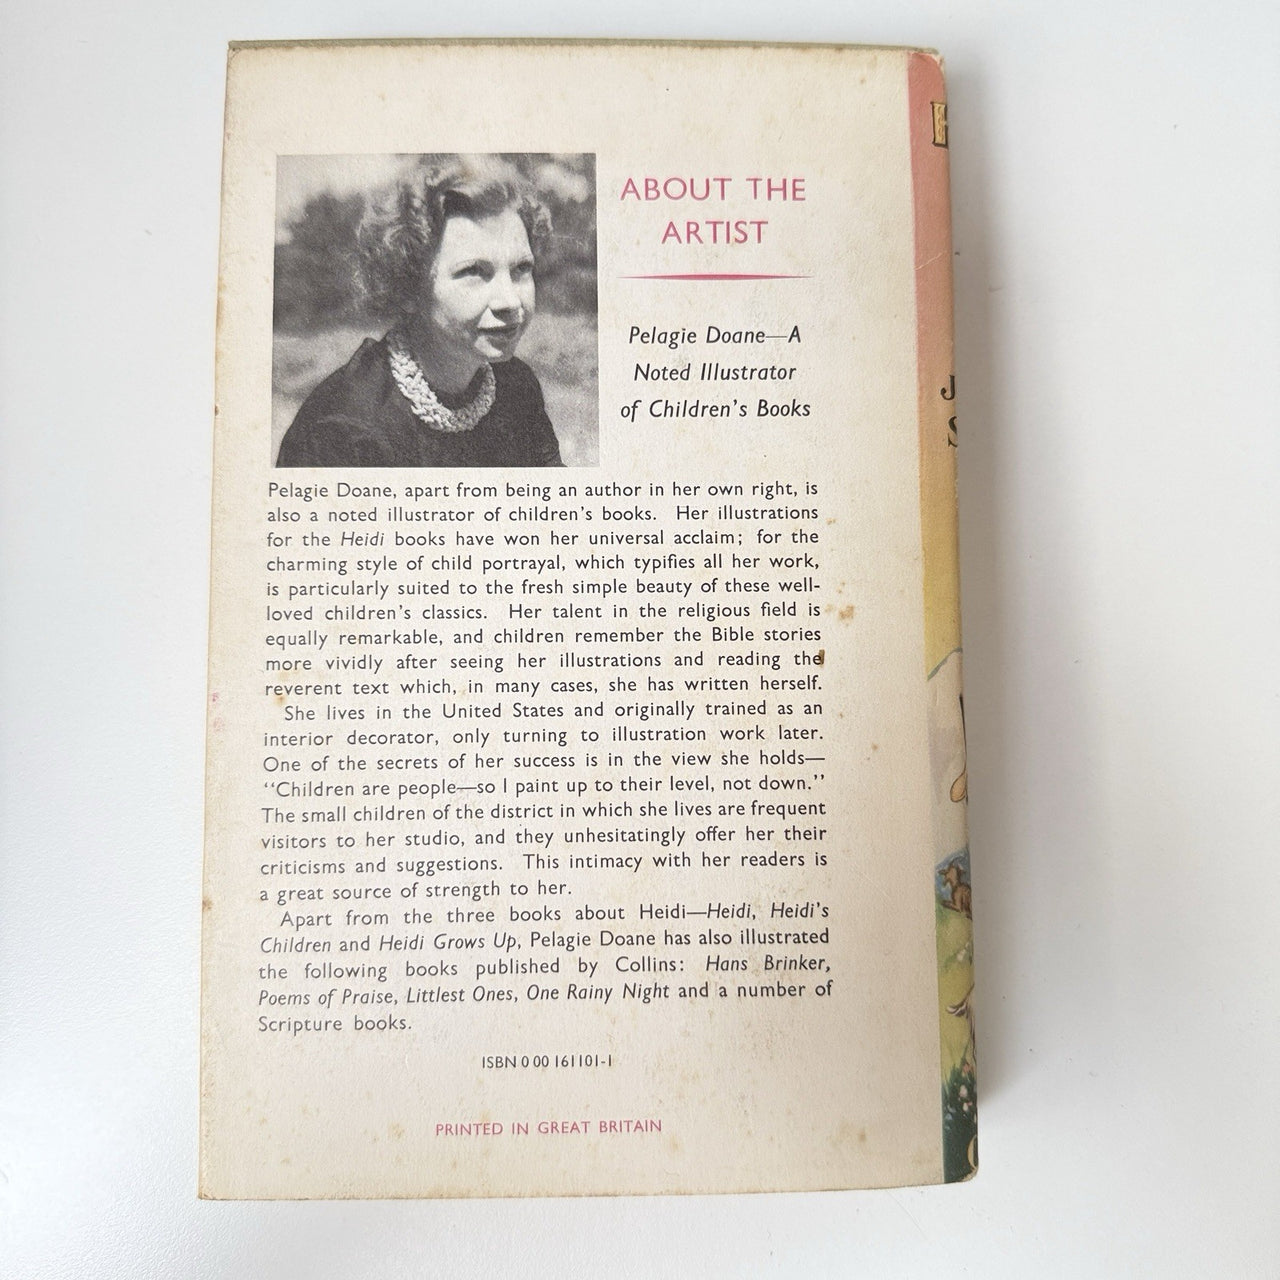 ABOUT THE
ARTIST
Pelagie Doane—A
Noted Illustrator
of Children's Books
Pelagie Doane, apart from being an author in her own right, is
also a noted illustrator of children's books. Her illustrations
for the Heidi books have won her universal acclaim; for the
charming style of child portrayal, which typifies all her work,
is particularly suited to the fresh simple beauty of these well-
loved children's classics. Her talent in the religious field is
equally remarkable, and children remember the Bible stories
more vividly after seeing her illustrations and reading the
reverent text which, in many cases, she has written herself.
She lives in the United States and originally trained as an
interior decorator, only turning to illustration work later.
One of the secrets of her success is in the view she holds—
“Children are people—so I paint up to their level, not down.”
The small children of the district in which she lives are frequent
visitors to her studio, and they unhesitatingly offer her their
criticisms and suggestions. This intimacy with her readers is
a great source of strength to her.
Apart from the three books about Heidi—Heidi, Heidi's
Children and Heidi Grows Up, Pelagie Doane has also illustrated
the following books published by Collins: Hans Brinker,
Poems of Praise, Littlest Ones, One Rainy Night and a number of
Scripture books.
ISBN 0 00 161101-1
PRINTED IN GREAT BRITAIN